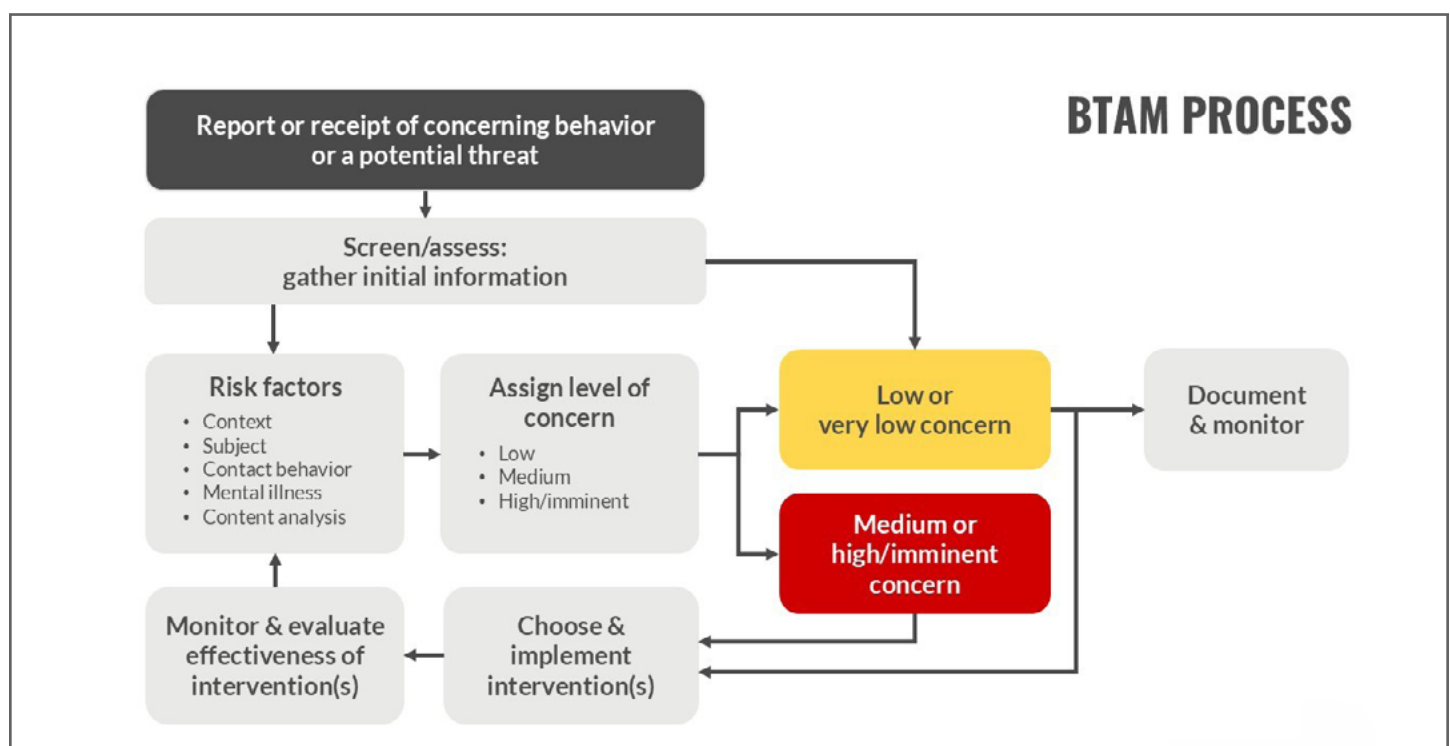 BTAM PROCESS
Report or receipt of concerning behavior
or a potential threat
Screen/assess:
gather initial information
Risk factors
• Context
• Subject
• Contact behavior
• Mental illness
• Content analysis
Assign level of
concern
• Low
• Medium
• High/imminent
Low or
very low concern
Document
& monitor
Medium or
high/imminent
concern
Monitor & evaluate
effectiveness of
intervention(s)
Choose &
implement
intervention(s)